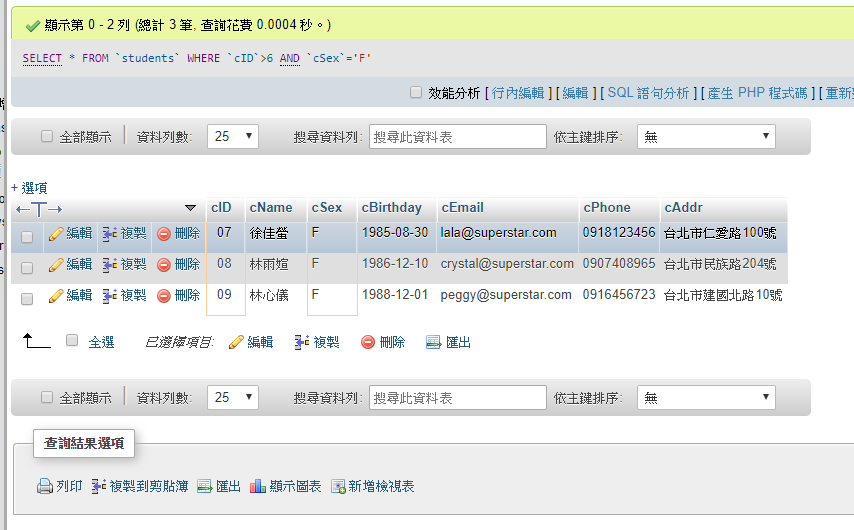 顯示第 0 - 2 列 (總計 3 筆, 查詢花費 0.0004 秒。)
SELECT * FROM `students` WHERE `cID`>6 AND `cSex`='F'
效能分析 [ 行內編輯 ] [ 編輯 ] [ SQL 語句分析 ] [ 產生 PHP 程式碼 ] [ 重新
全部顯示 資料列數: 25 搜尋資料列: 搜尋此資料表 依主鍵排序: 無
+ 選項
←T→ cID cName cSex cBirthday cEmail cPhone cAddr
編輯 複製 刪除 07 徐佳螢 F 1985-08-30 lala@superstar.com 0918123456 台北市仁愛路100號
編輯 複製 刪除 08 林雨媗 F 1986-12-10 crystal@superstar.com 0907408965 台北市民族路204號
編輯 複製 刪除 09 林心儀 F 1988-12-01 peggy@superstar.com 0916456723 台北市建國北路10號
全選 已選擇項目: 編輯 複製 刪除 匯出
全部顯示 資料列數: 25 搜尋資料列: 搜尋此資料表 依主鍵排序: 無
查詢結果選項
列印 複製到剪貼簿 匯出 顯示圖表 新增檢視表